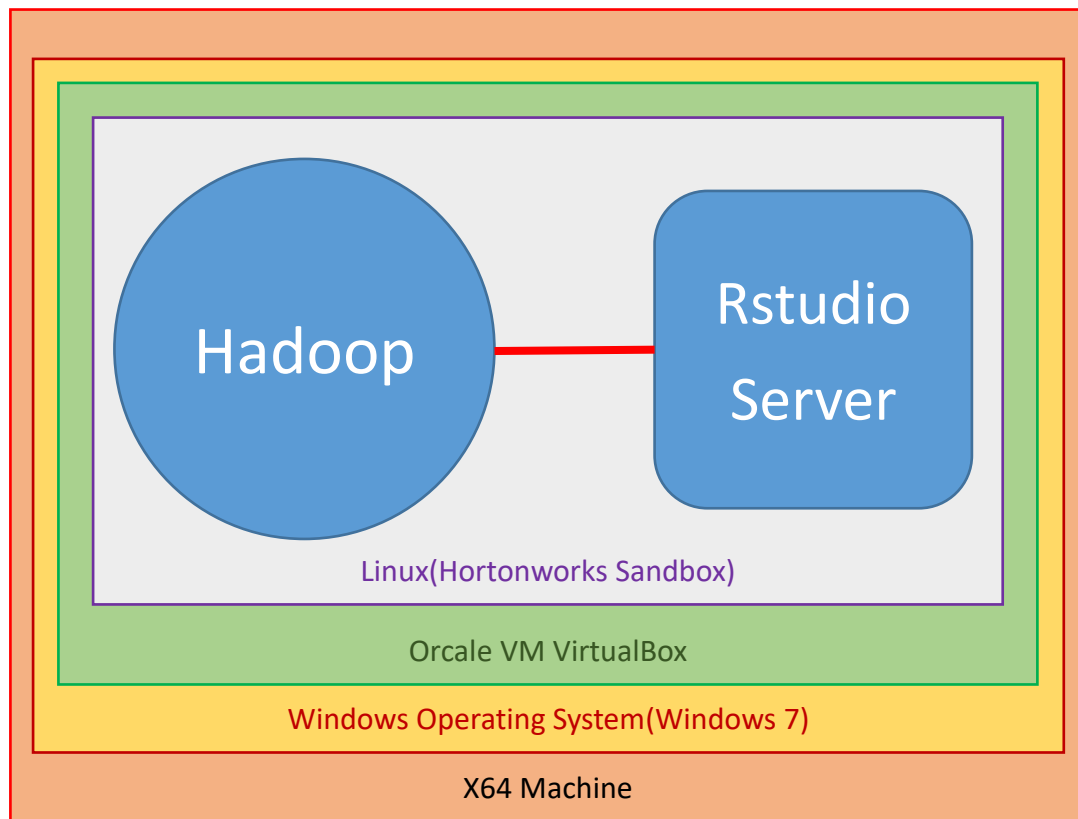 Hadoop
Rstudio
Server
Linux(Hortonworks Sandbox)
Orcale VM VirtualBox
Windows Operating System(Windows 7)
X64 Machine